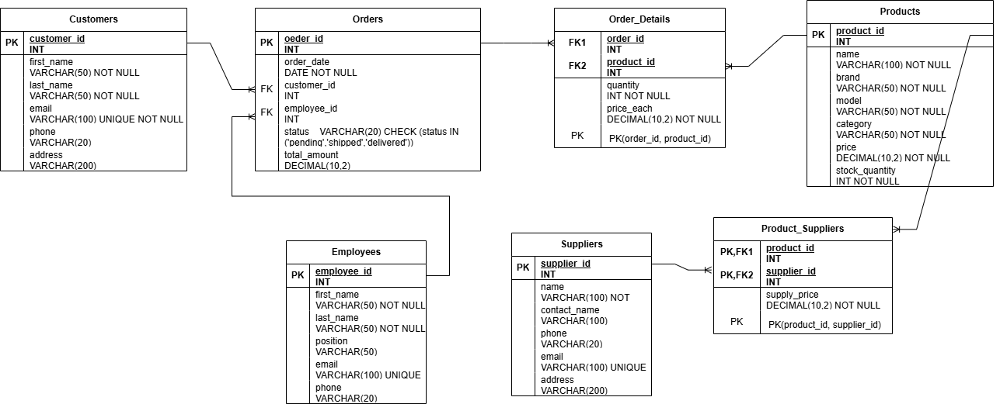 Customers
PK
customer_id
INT
first_name
VARCHAR(50) NOT NULL
last_name
VARCHAR(50) NOT NULL
email
VARCHAR(100) UNIQUE NOT NULL
phone
VARCHAR(20)
address
VARCHAR(200)
Orders
PK
oeder_id
INT
order_date
DATE NOT NULL
FK
customer_id
INT
FK
employee_id
INT
status VARCHAR(20) CHECK (status IN
('pending','shipped','delivered'))
total_amount
DECIMAL(10,2)
Order_Details
FK1
order_id
INT
FK2
product_id
INT
quantity
INT NOT NULL
price_each
DECIMAL(10,2) NOT NULL
PK
PK(order_id, product_id)
Products
PK
product_id
INT
name
VARCHAR(100) NOT NULL
brand
VARCHAR(50) NOT NULL
model
VARCHAR(50) NOT NULL
category
VARCHAR(50) NOT NULL
price
DECIMAL(10,2) NOT NULL
stock_quantity
INT NOT NULL
Employees
PK
employee_id
INT
first_name
VARCHAR(50) NOT NULL
last_name
VARCHAR(50) NOT NULL
position
VARCHAR(50)
email
VARCHAR(100) UNIQUE
phone
VARCHAR(20)
Suppliers
PK
supplier_id
INT
name
VARCHAR(100) NOT
contact_name
VARCHAR(100)
phone
VARCHAR(20)
email
VARCHAR(100) UNIQUE
address
VARCHAR(200)
Product_Suppliers
PK,FK1
product_id
INT
PK,FK2
supplier_id
INT
supply_price
DECIMAL(10,2) NOT NULL
PK
PK(product_id, supplier_id)